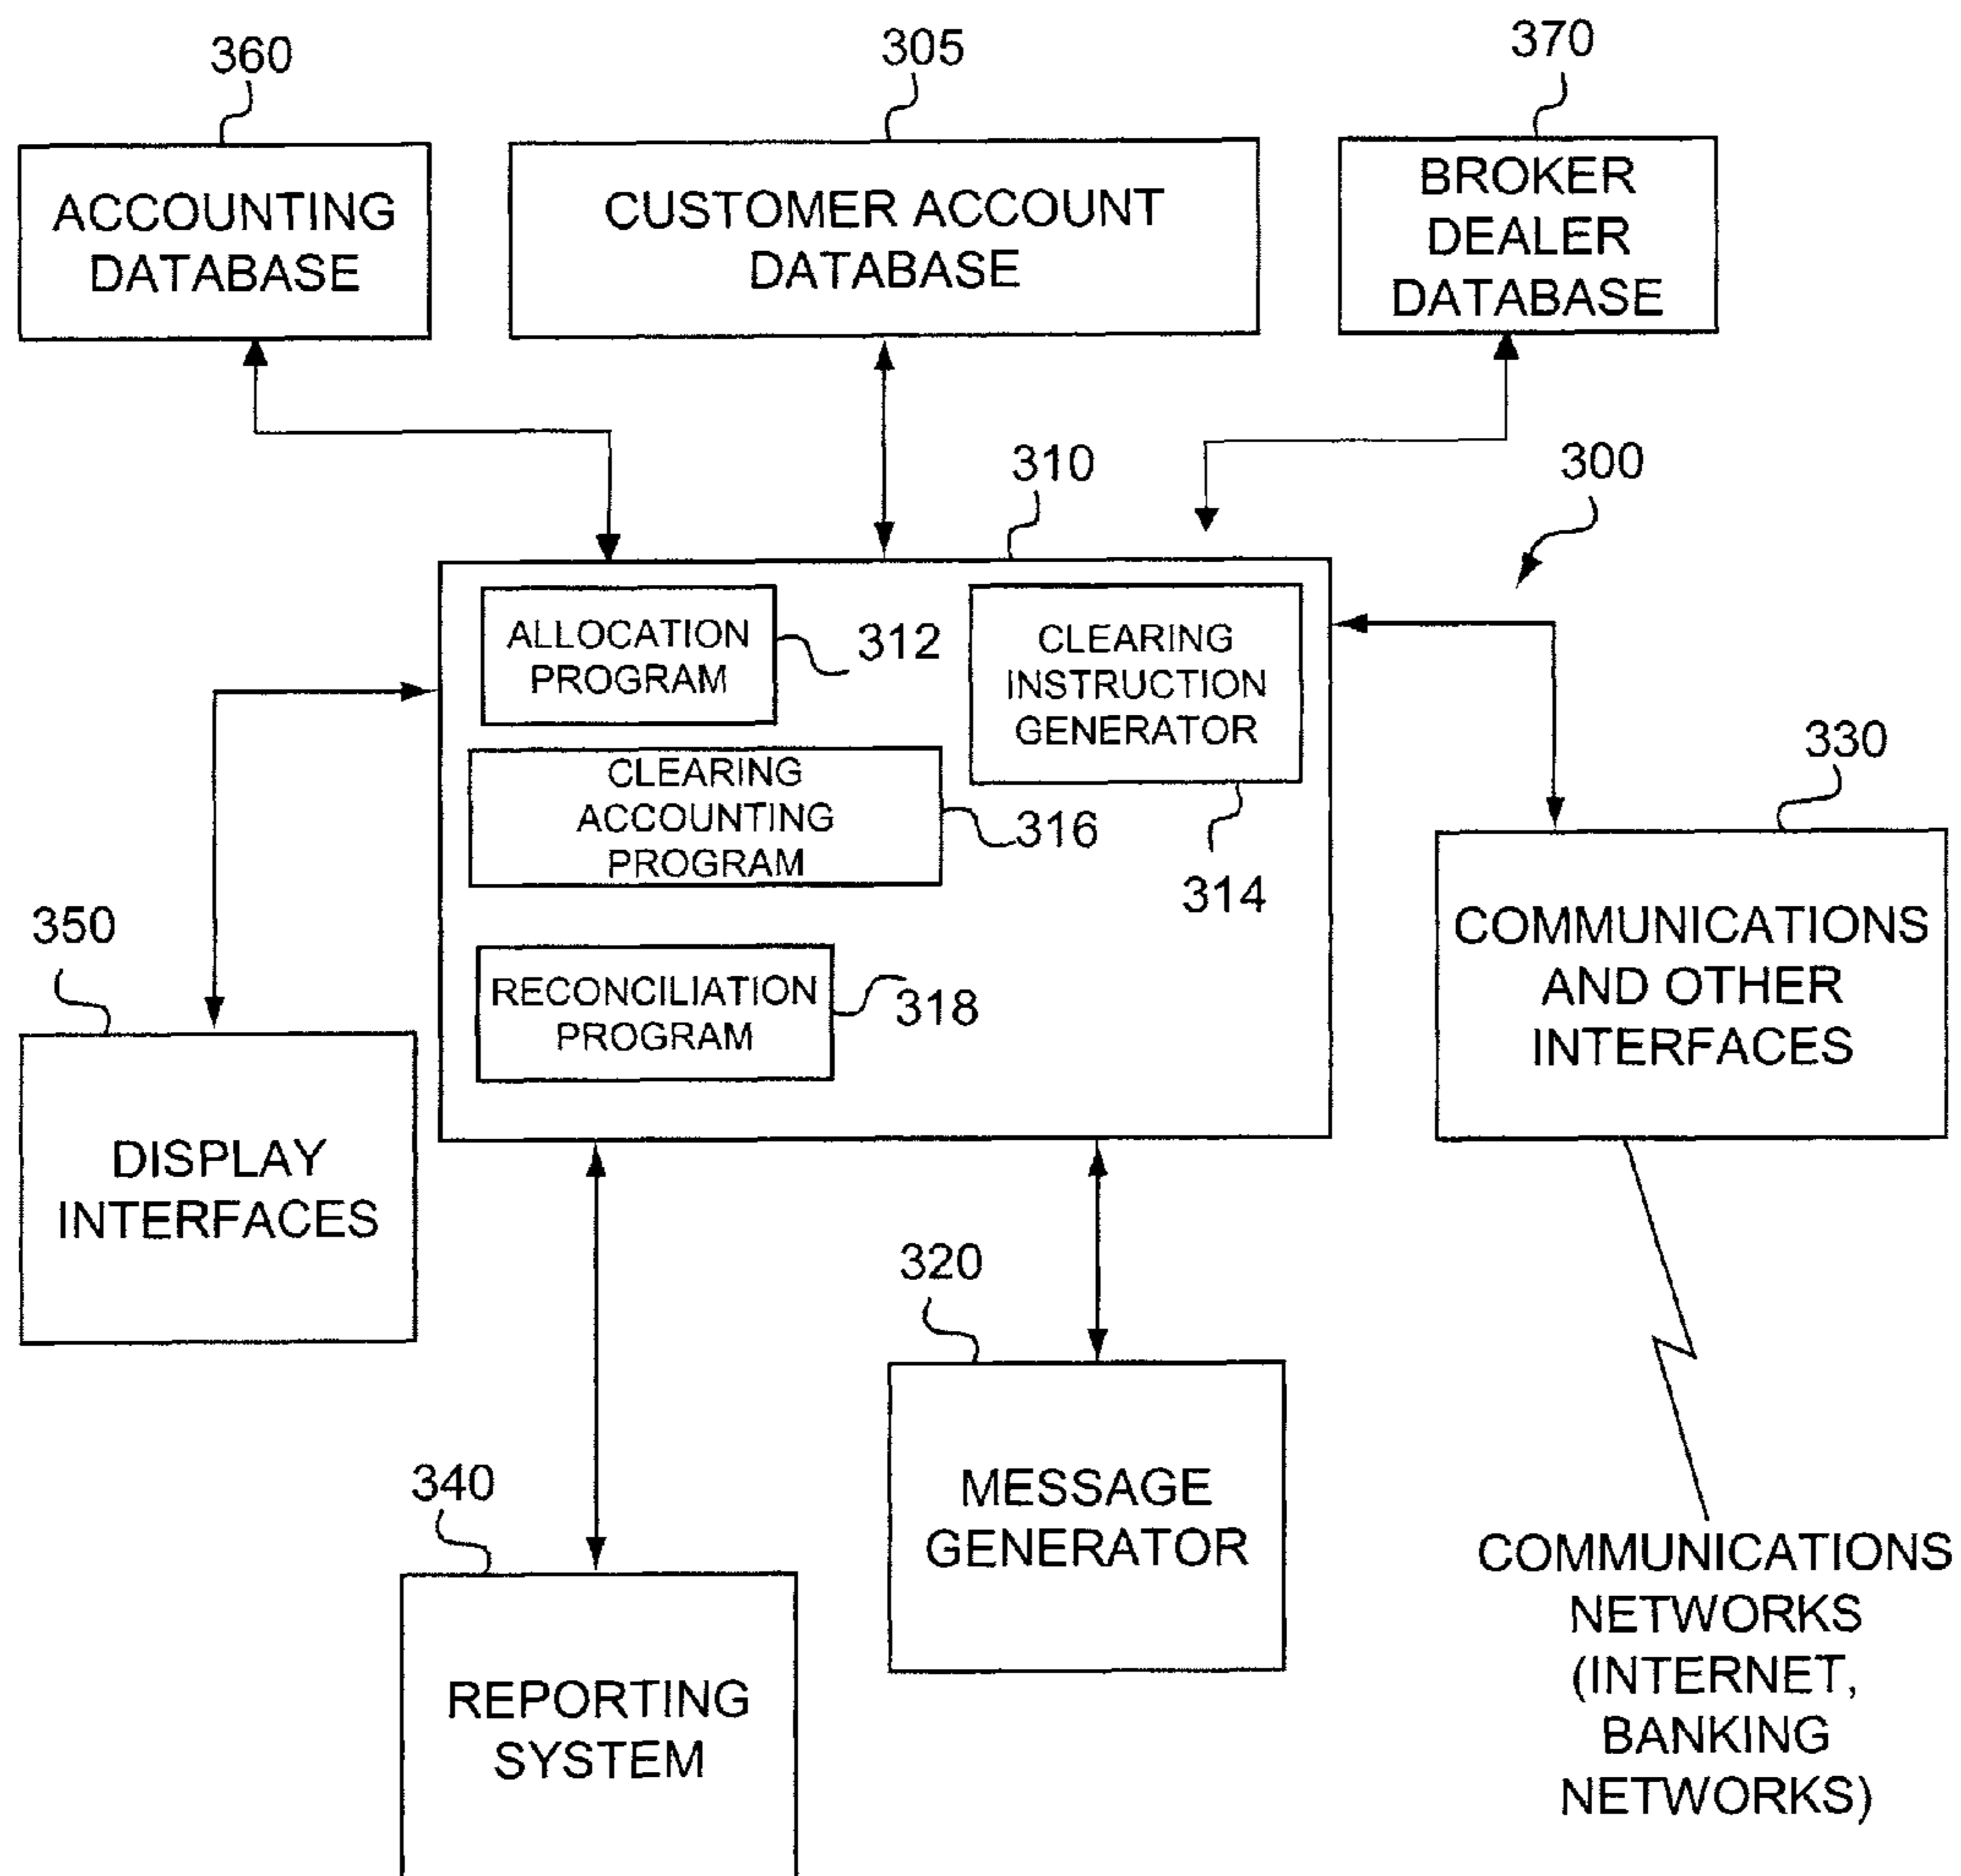 360
305
370
ACCOUNTING
DATABASE
CUSTOMER ACCOUNT
DATABASE
BROKER
DEALER
DATABASE
310
300
ALLOCATION
PROGRAM
312
CLEARING
INSTRUCTION
GENERATOR
314
CLEARING
ACCOUNTING
PROGRAM
316
RECONCILIATION
PROGRAM
318
330
COMMUNICATIONS
AND OTHER
INTERFACES
350
DISPLAY
INTERFACES
320
MESSAGE
GENERATOR
340
REPORTING
SYSTEM
COMMUNICATIONS
NETWORKS
(INTERNET,
BANKING
NETWORKS)